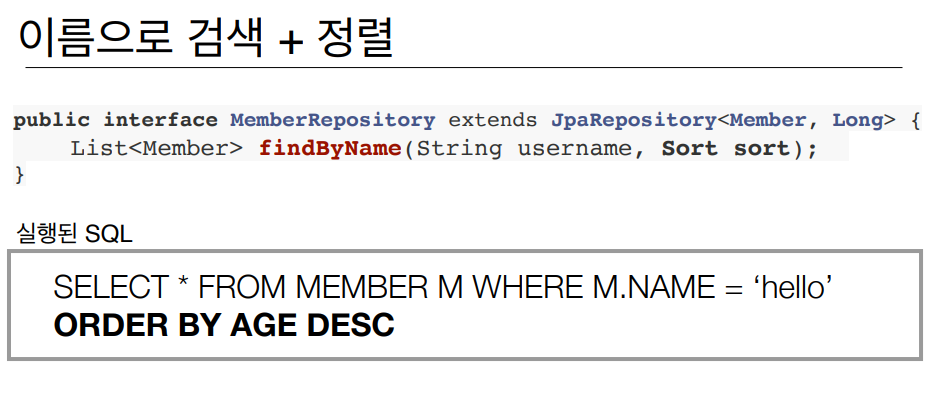 이름으로 검색 + 정렬
public interface MemberRepository extends JpaRepository<Member, Long> {
List<Member> findByName(String username, Sort sort);
}
실행된 SQL
SELECT * FROM MEMBER M WHERE M.NAME = ‘hello’
ORDER BY AGE DESC